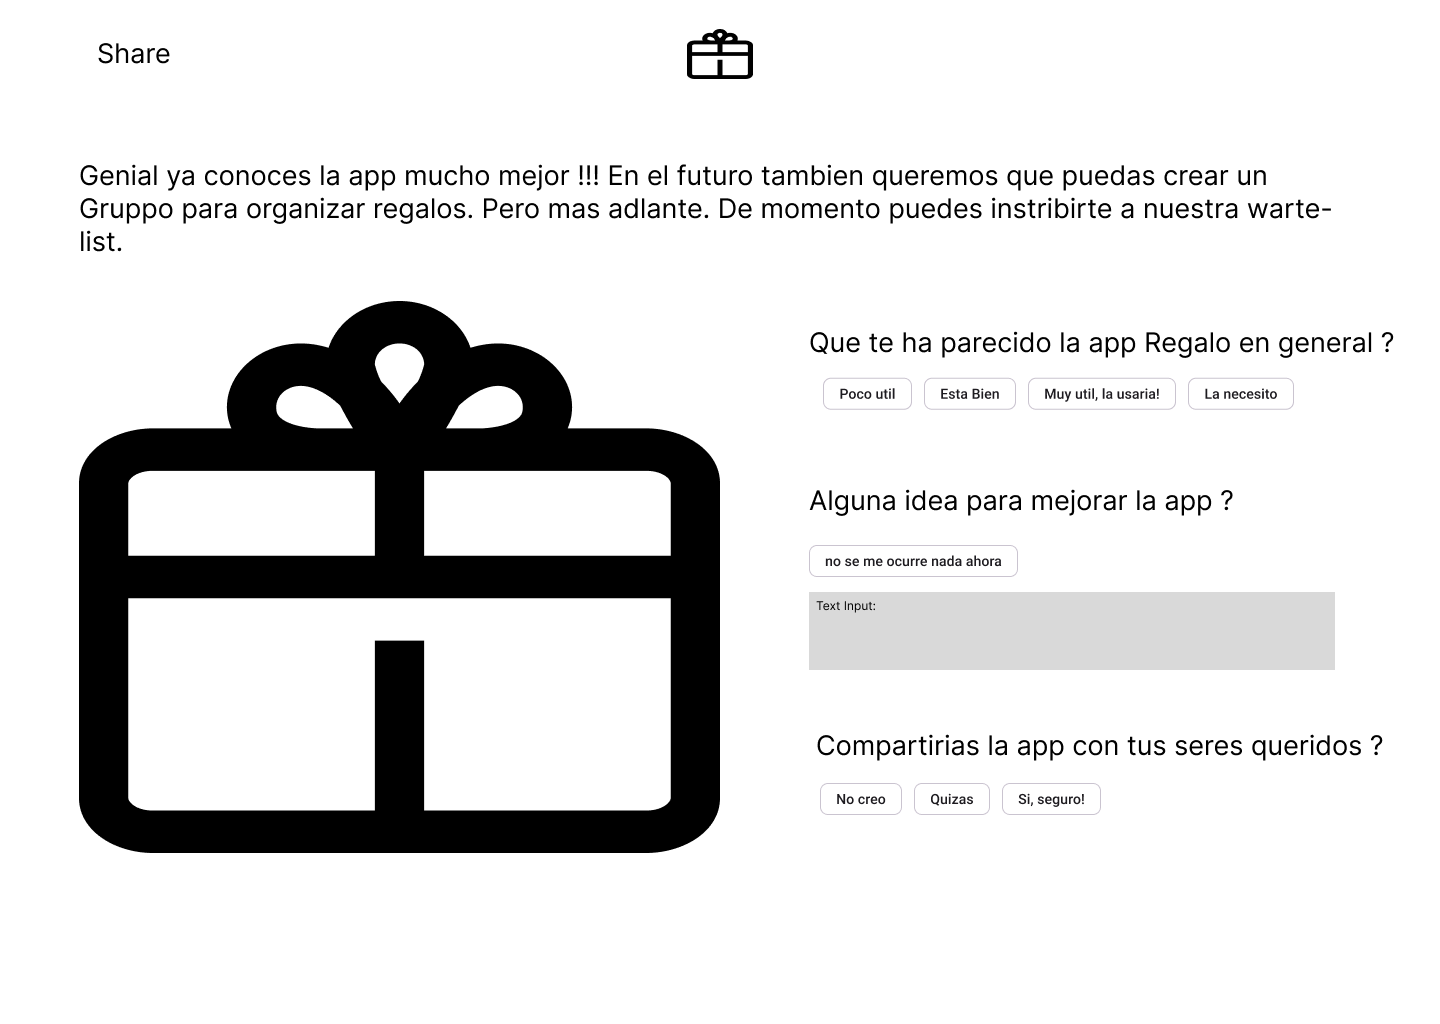 Share
Genial ya conoces la app mucho mejor !!! En el futuro tambien queremos que puedas crear un
Gruppo para organizar regalos. Pero mas adlante. De momento puedes instribirte a nuestra warte-
list.
Que te ha parecido la app Regalo en general ?
Poco util Esta Bien Muy util, la usaria! La necesito
Alguna idea para mejorar la app ?
no se me ocurre nada ahora
Text Input:
Compartirias la app con tus seres queridos ?
No creo Quizas Si, seguro!